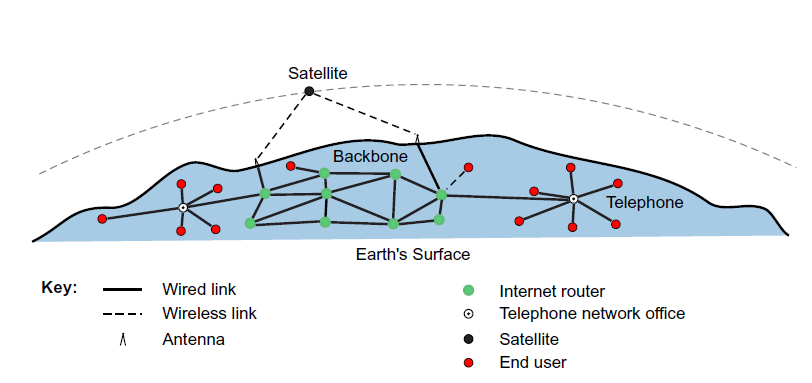 Satellite
Backbone
Telephone
Earth's Surface
Key:
Wired link
Internet router
Wireless link
Telephone network office
Antenna
Satellite
End user